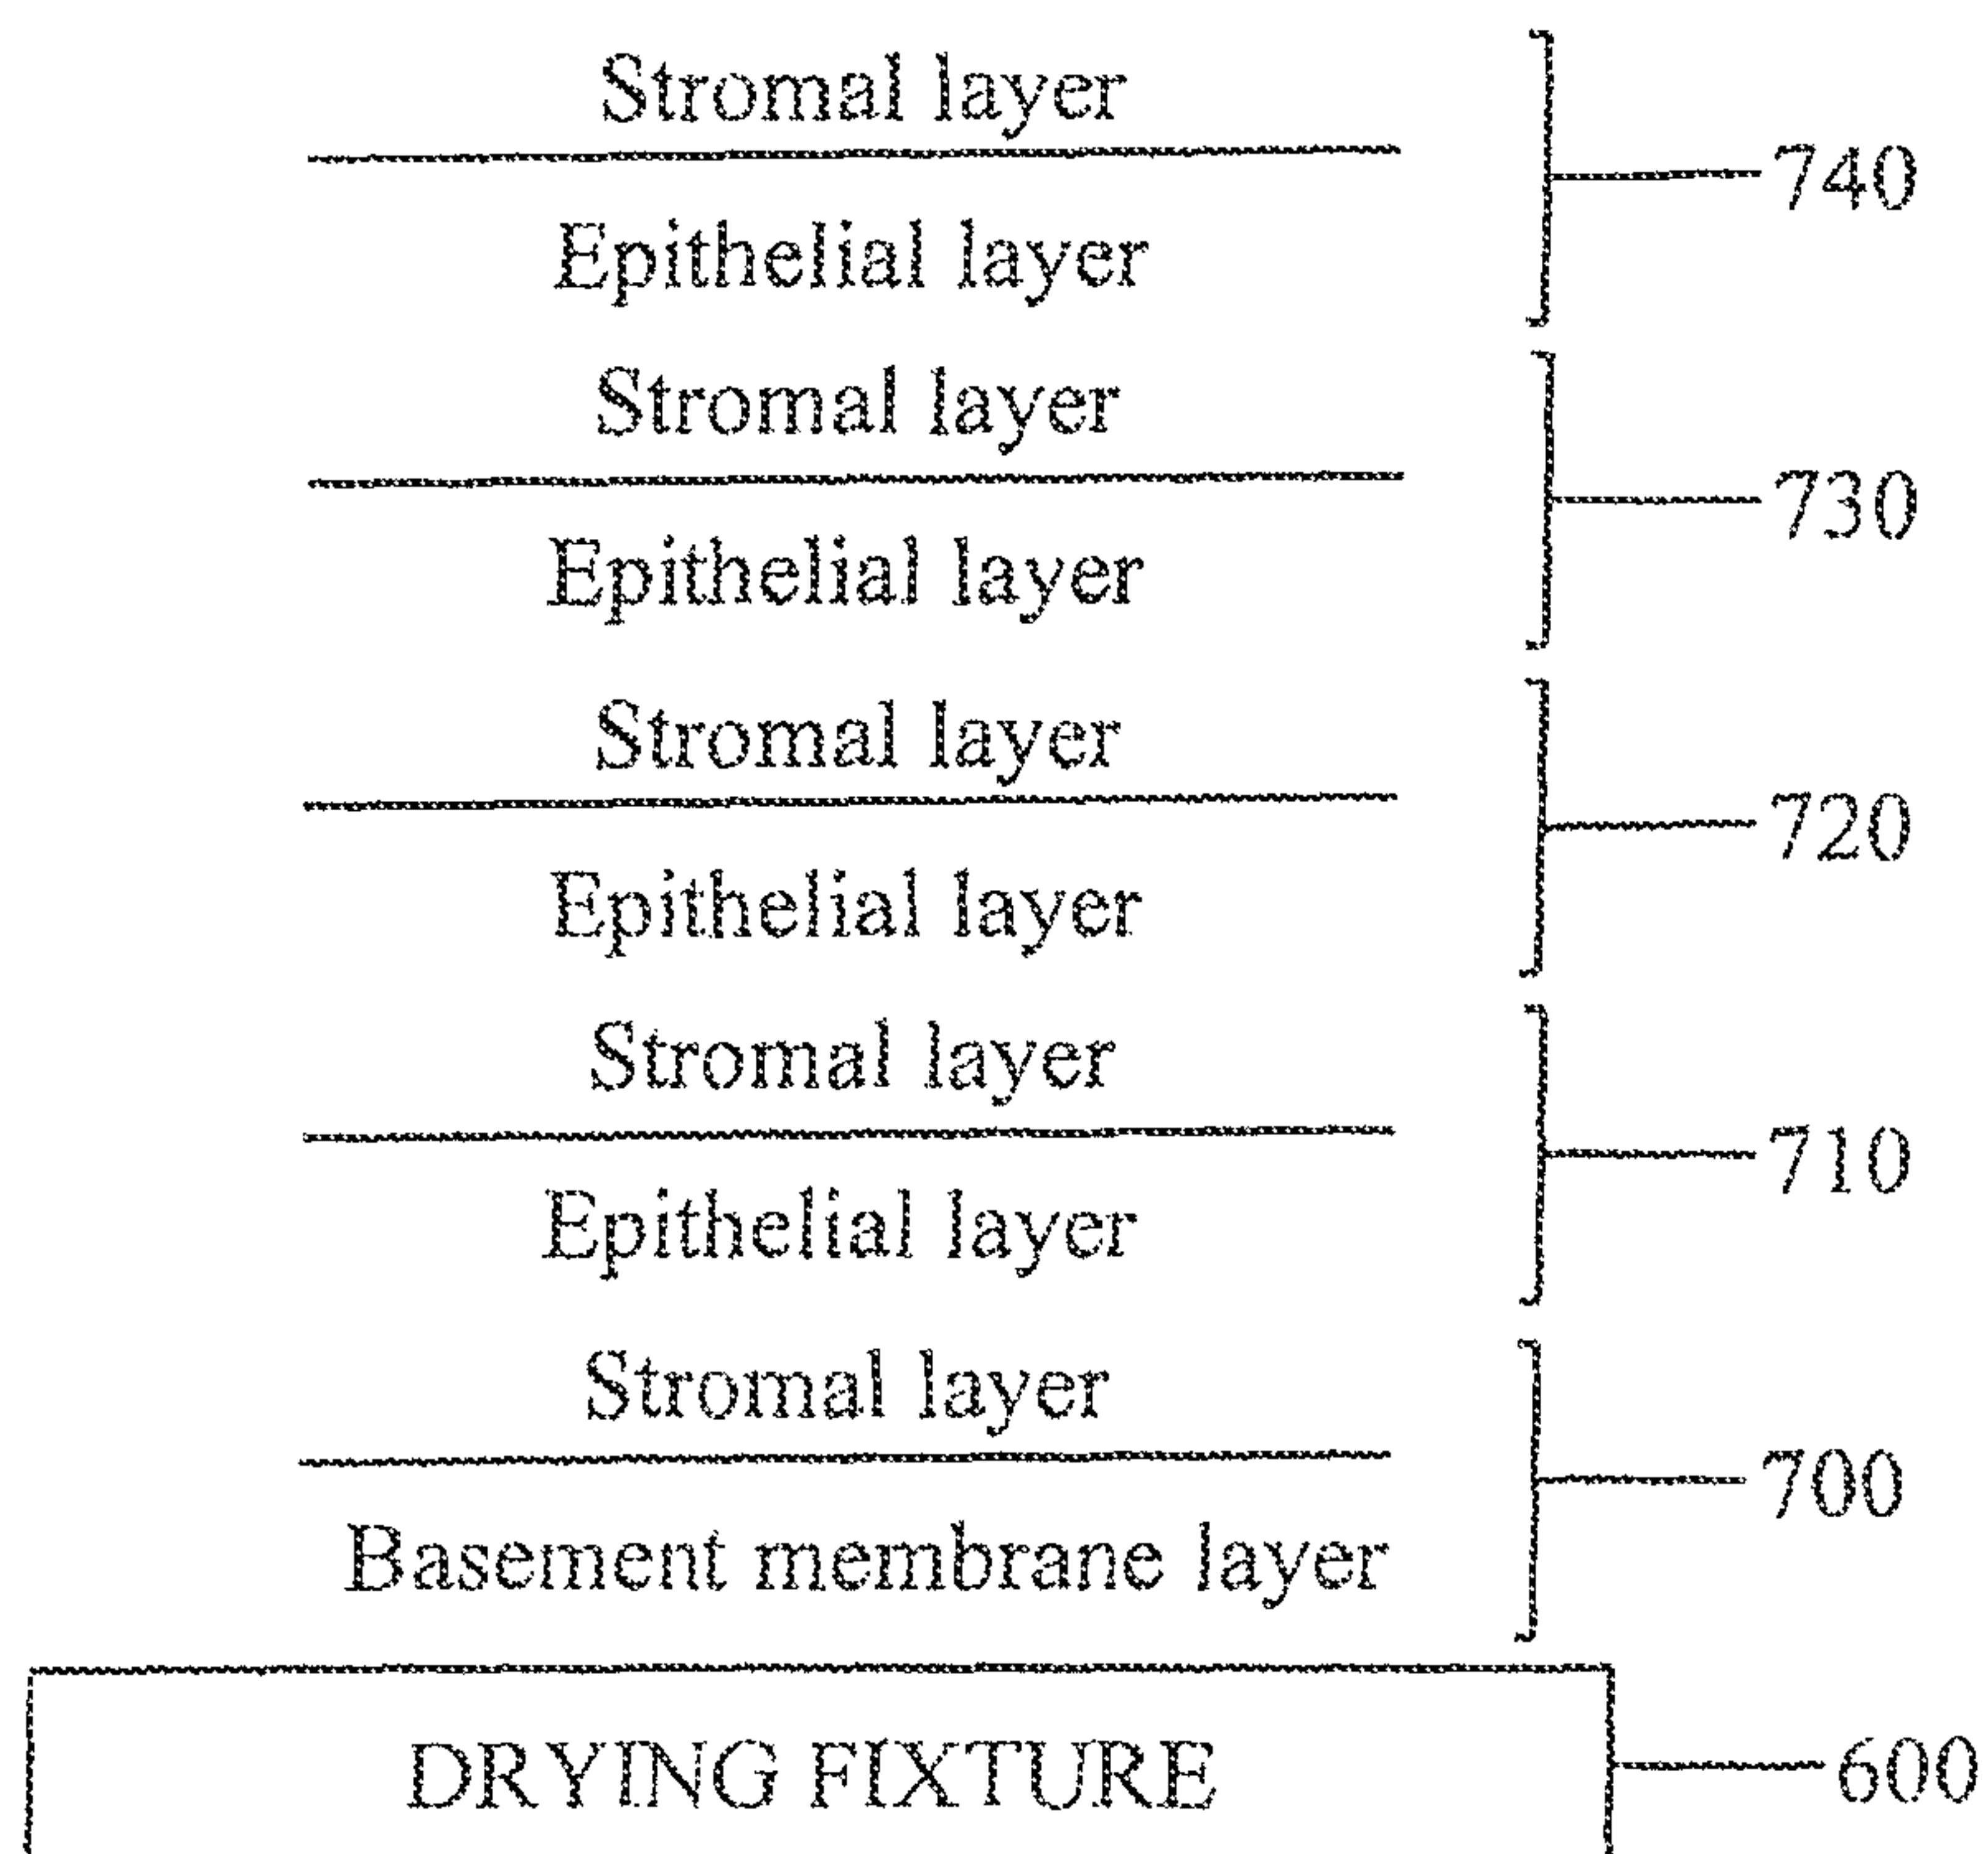 Stromal layer
740
Epithelial layer
Stromal layer
730
Epithelial layer
Stromal layer
720
Epithelial layer
Stromal layer
710
Epithelial layer
Stromal layer
700
Basement membrane layer
DRYING FIXTURE
600